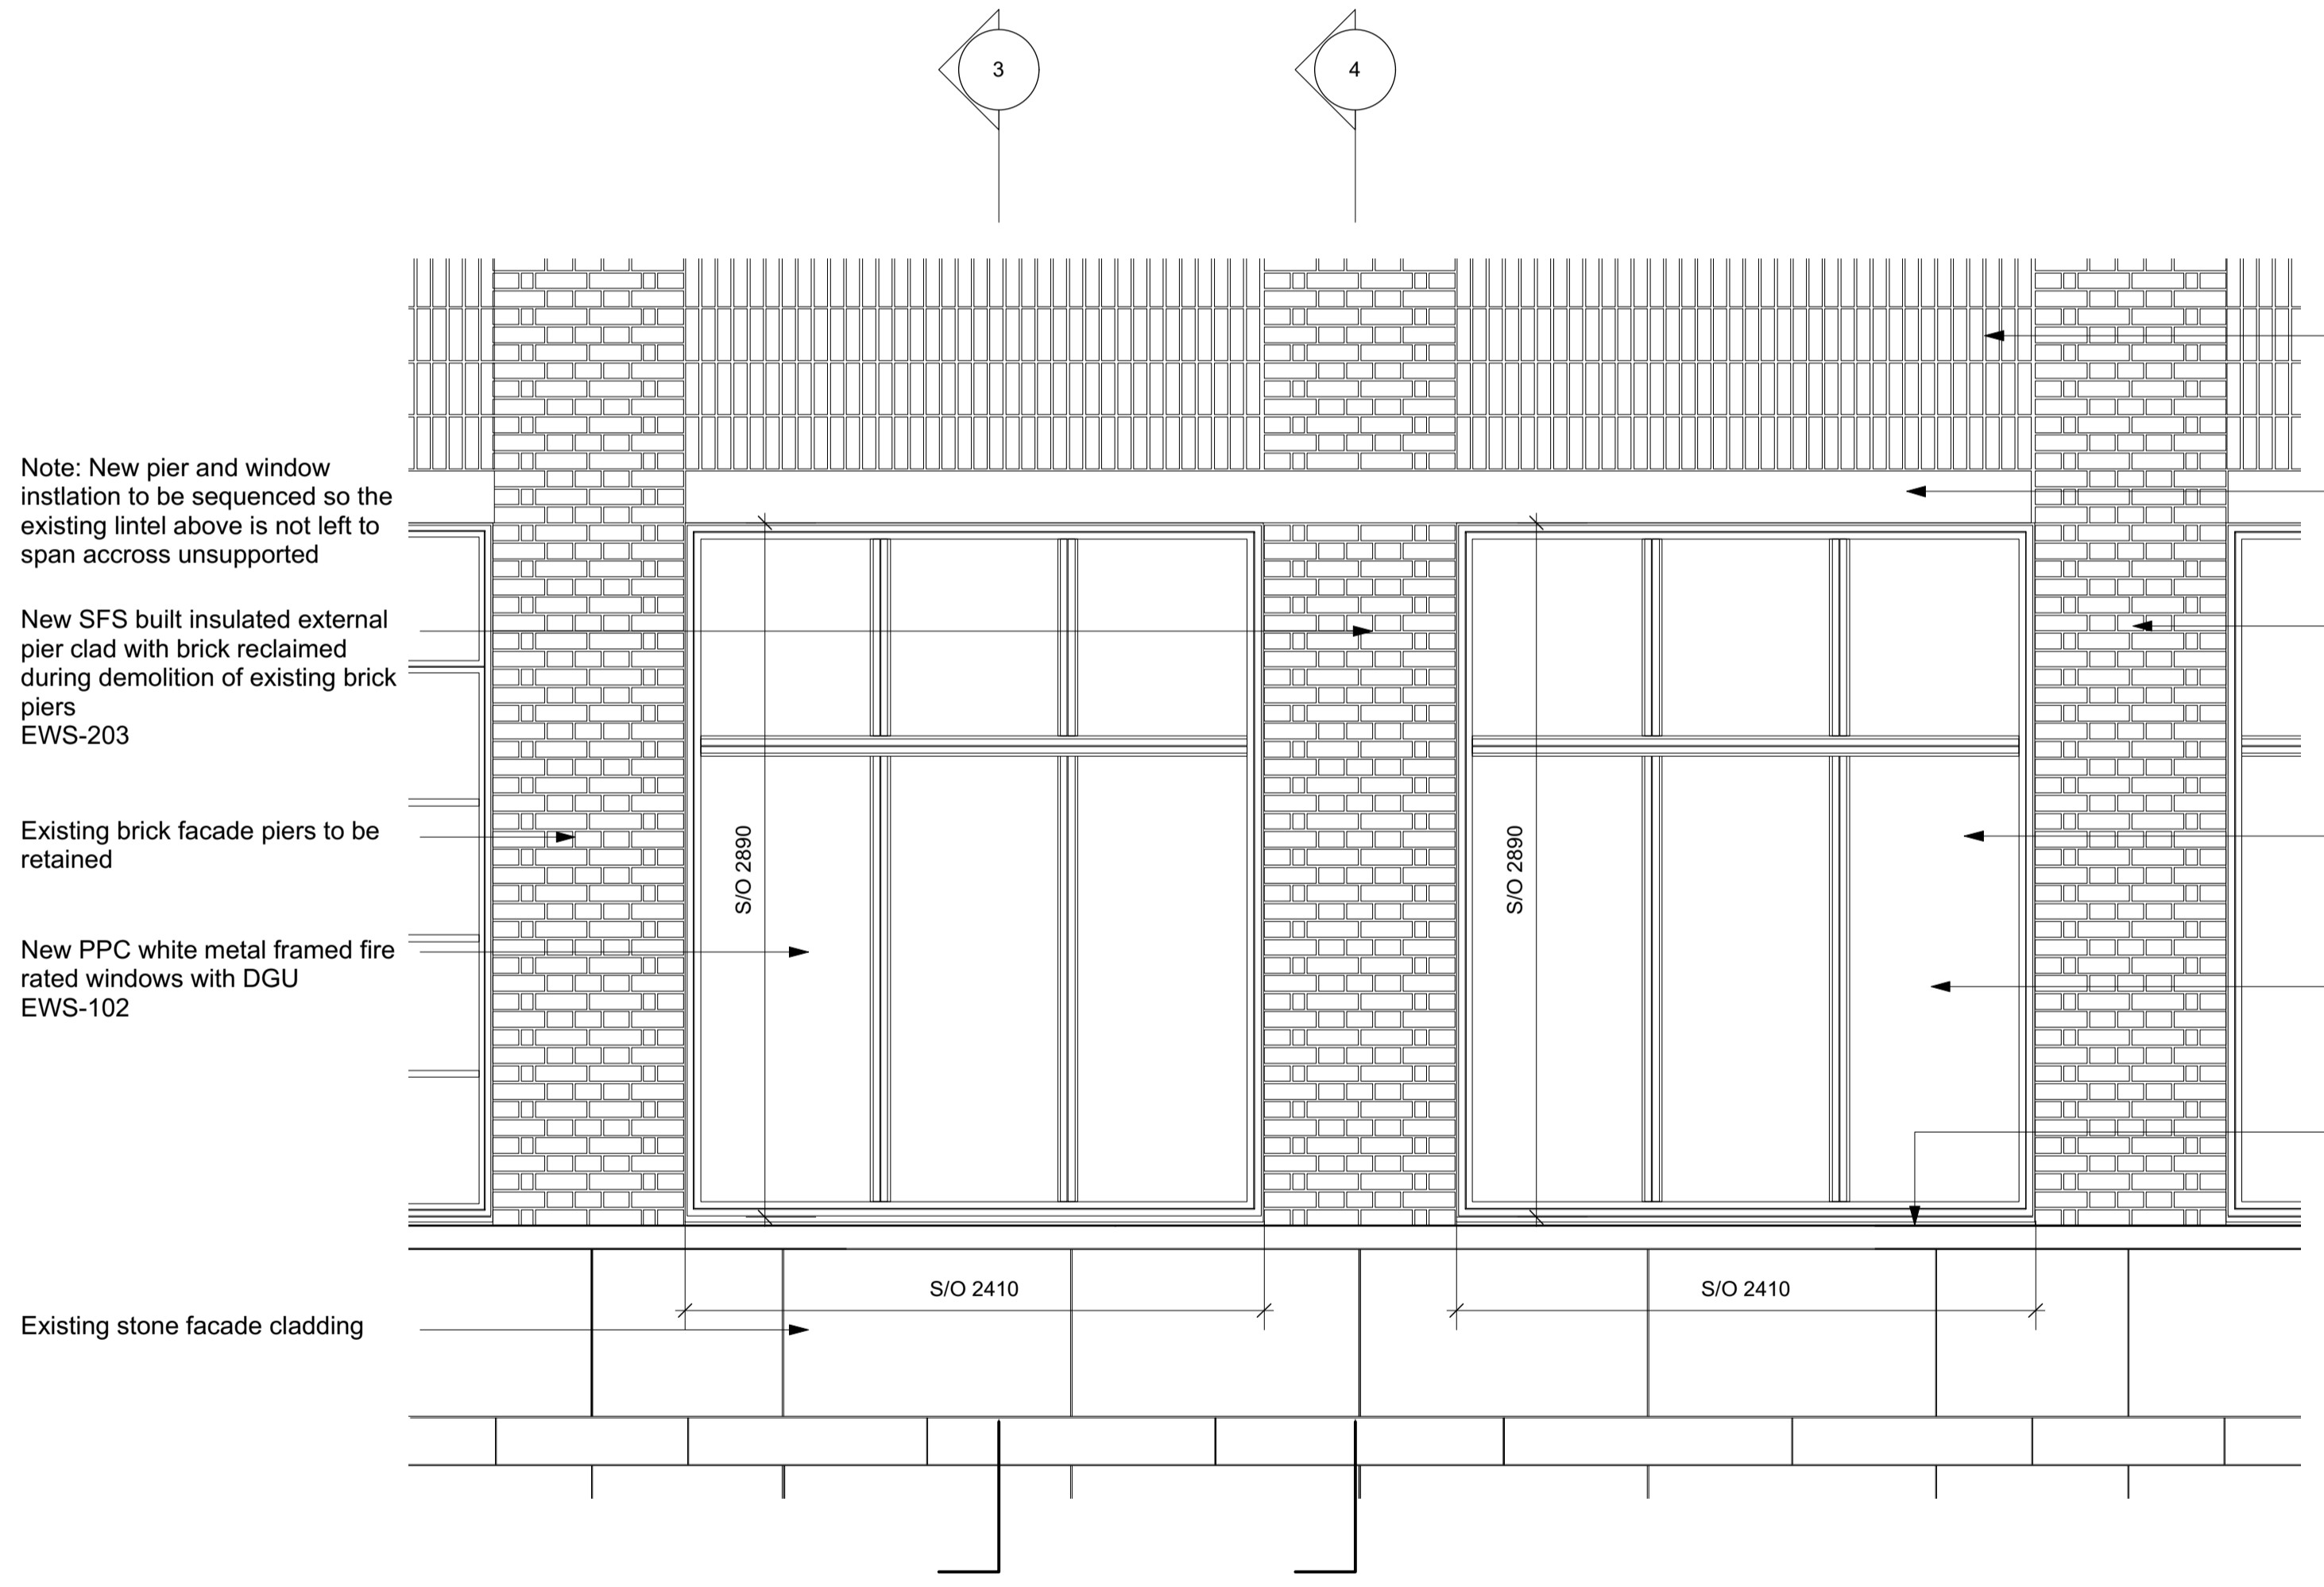 3
4
Note: New pier and window
instlation to be sequenced so the
existing lintel above is not left to
span accross unsupported
New SFS built insulated external
pier clad with brick reclaimed
during demolition of existing brick
piers
EWS-203
Existing brick facade piers to be
retained
New PPC white metal framed fire
rated windows with DGU
EWS-102
Existing stone facade cladding
S/O 2890
S/O 2890
S/O 2410
S/O 2410